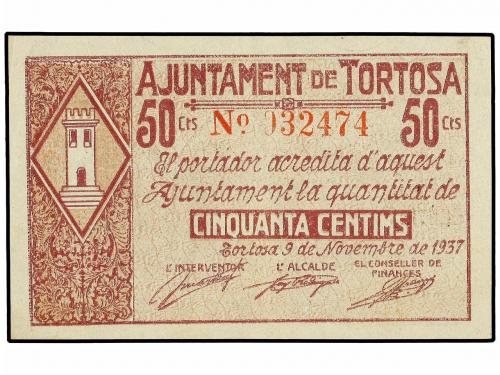 AJUNTAMENT DE TORTOSA
50 Cts Nº 032474 50 Cts
El portador acredita d'aquest
Ajuntament la quantitat de
CINQUANTA CENTIMS
Tortosa 9 de Novembre de 1937
L'INTERVENTOR L'ALCALDE EL CONSELLER DE
FINANCES